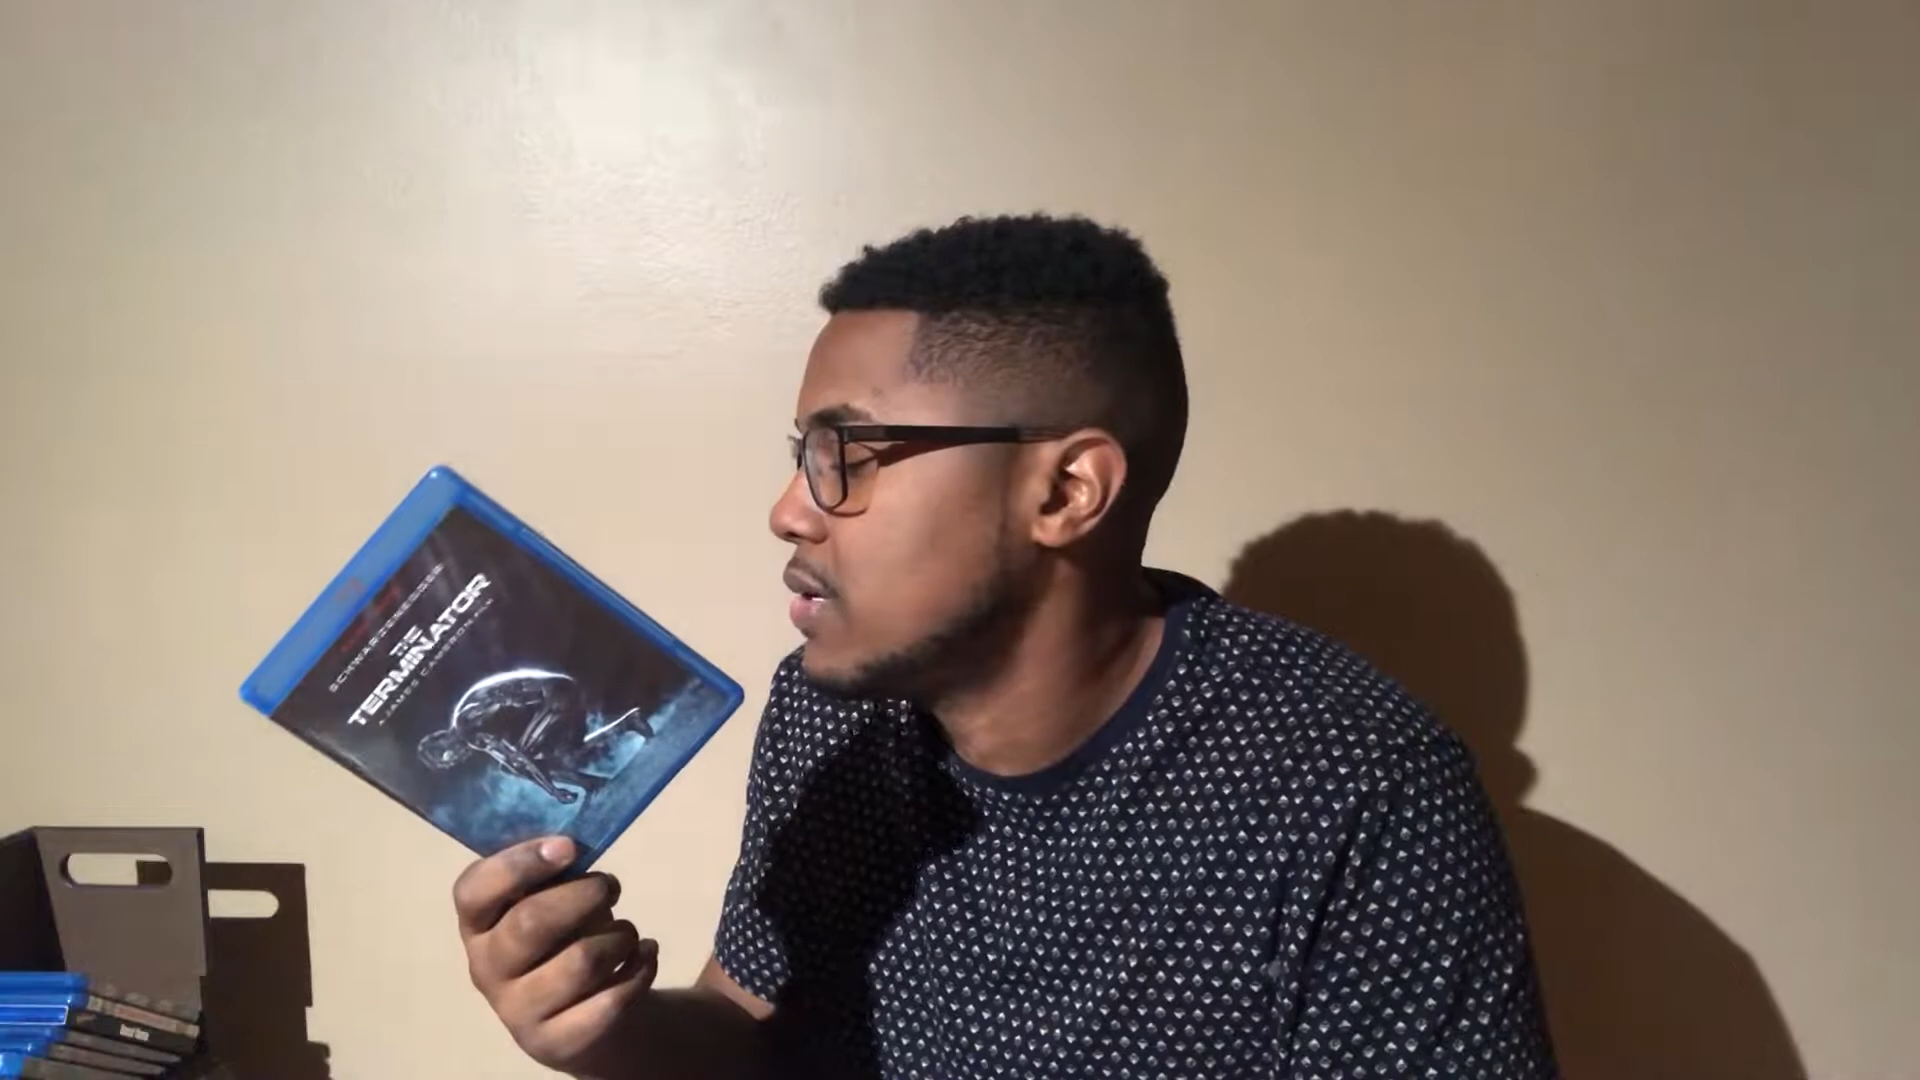 SCHWARZENEGGER
THE
TERMINATOR
A JAMES CAMERON FILM